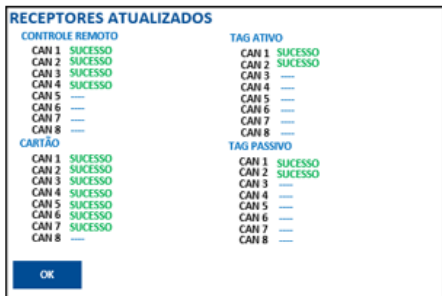 RECEPTORES ATUALIZADOS
CONTROLE REMOTO
CAN 1 SUCESSO
CAN 2 SUCESSO
CAN 3 SUCESSO
CAN 4 SUCESSO
CAN 5 ----
CAN 6 ----
CAN 7 ----
CAN 8 ----
CARTÃO
CAN 1 SUCESSO
CAN 2 SUCESSO
CAN 3 SUCESSO
CAN 4 SUCESSO
CAN 5 SUCESSO
CAN 6 SUCESSO
CAN 7 SUCESSO
CAN 8 ----
TAG ATIVO
CAN 1 SUCESSO
CAN 2 SUCESSO
CAN 3 ----
CAN 4 ----
CAN 5 ----
CAN 6 ----
CAN 7 ----
CAN 8 ----
TAG PASSIVO
CAN 1 SUCESSO
CAN 2 SUCESSO
CAN 3 ----
CAN 4 ----
CAN 5 ----
CAN 6 ----
CAN 7 ----
CAN 8 ----
OK